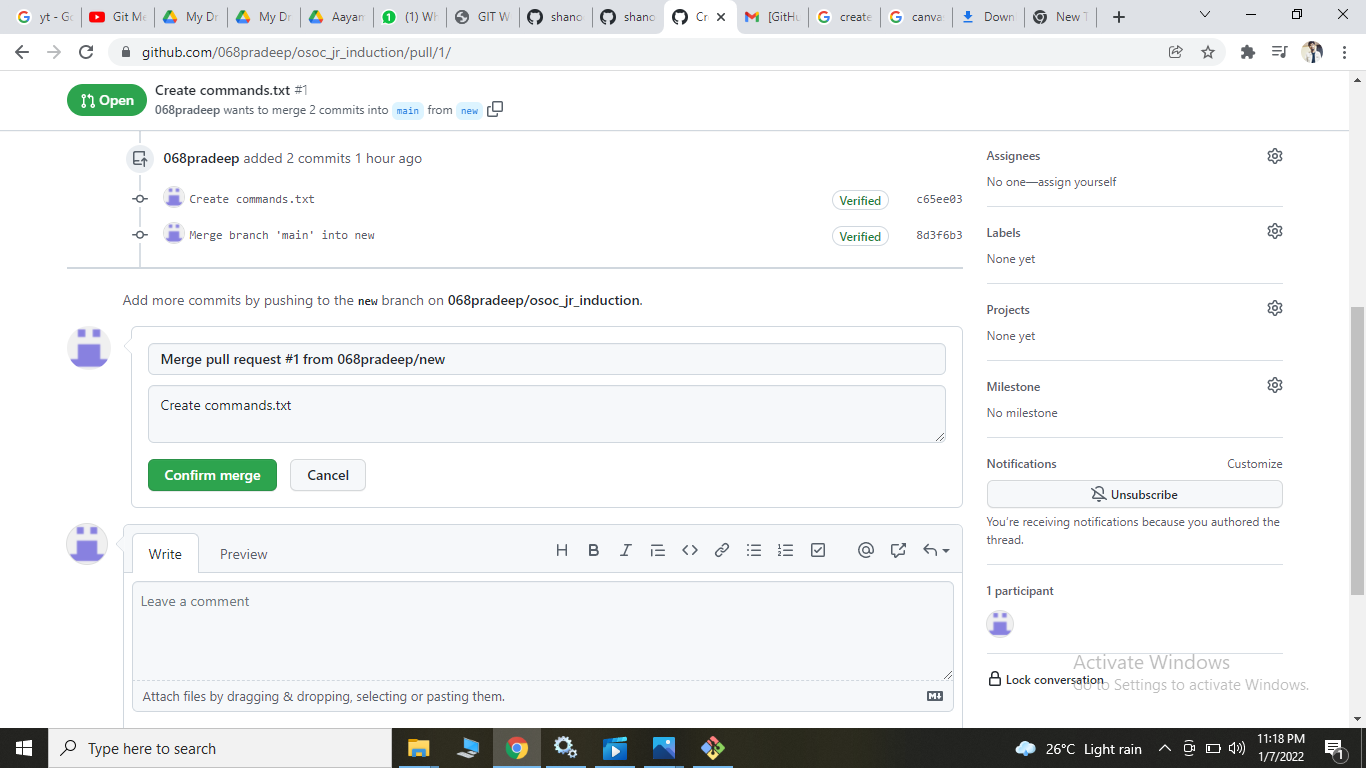 yt - Go
Git Me
My Dr
My Dr
Aayan
(1) Wh
GIT W
shano
shano
Cr
[GitHu
create
canva
Down
New T
github.com/068pradeep/osoc_jr_induction/pull/1/
Open
Create commands.txt #1
068pradeep wants to merge 2 commits into main from new
068pradeep added 2 commits 1 hour ago
Create commands.txt Verified c65ee03
Merge branch 'main' into new Verified 8d3f6b3
Add more commits by pushing to the new branch on 068pradeep/osoc_jr_induction.
Merge pull request #1 from 068pradeep/new
Create commands.txt
Confirm merge Cancel
Write Preview
Leave a comment
Attach files by dragging & dropping, selecting or pasting them.
Assignees
No one—assign yourself
Labels
None yet
Projects
None yet
Milestone
No milestone
Notifications Customize
Unsubscribe
You're receiving notifications because you authored the
thread.
1 participant
Lock conversation
Activate Windows
Go to Settings to activate Windows.
Type here to search
26°C Light rain
11:18 PM
1/7/2022
1